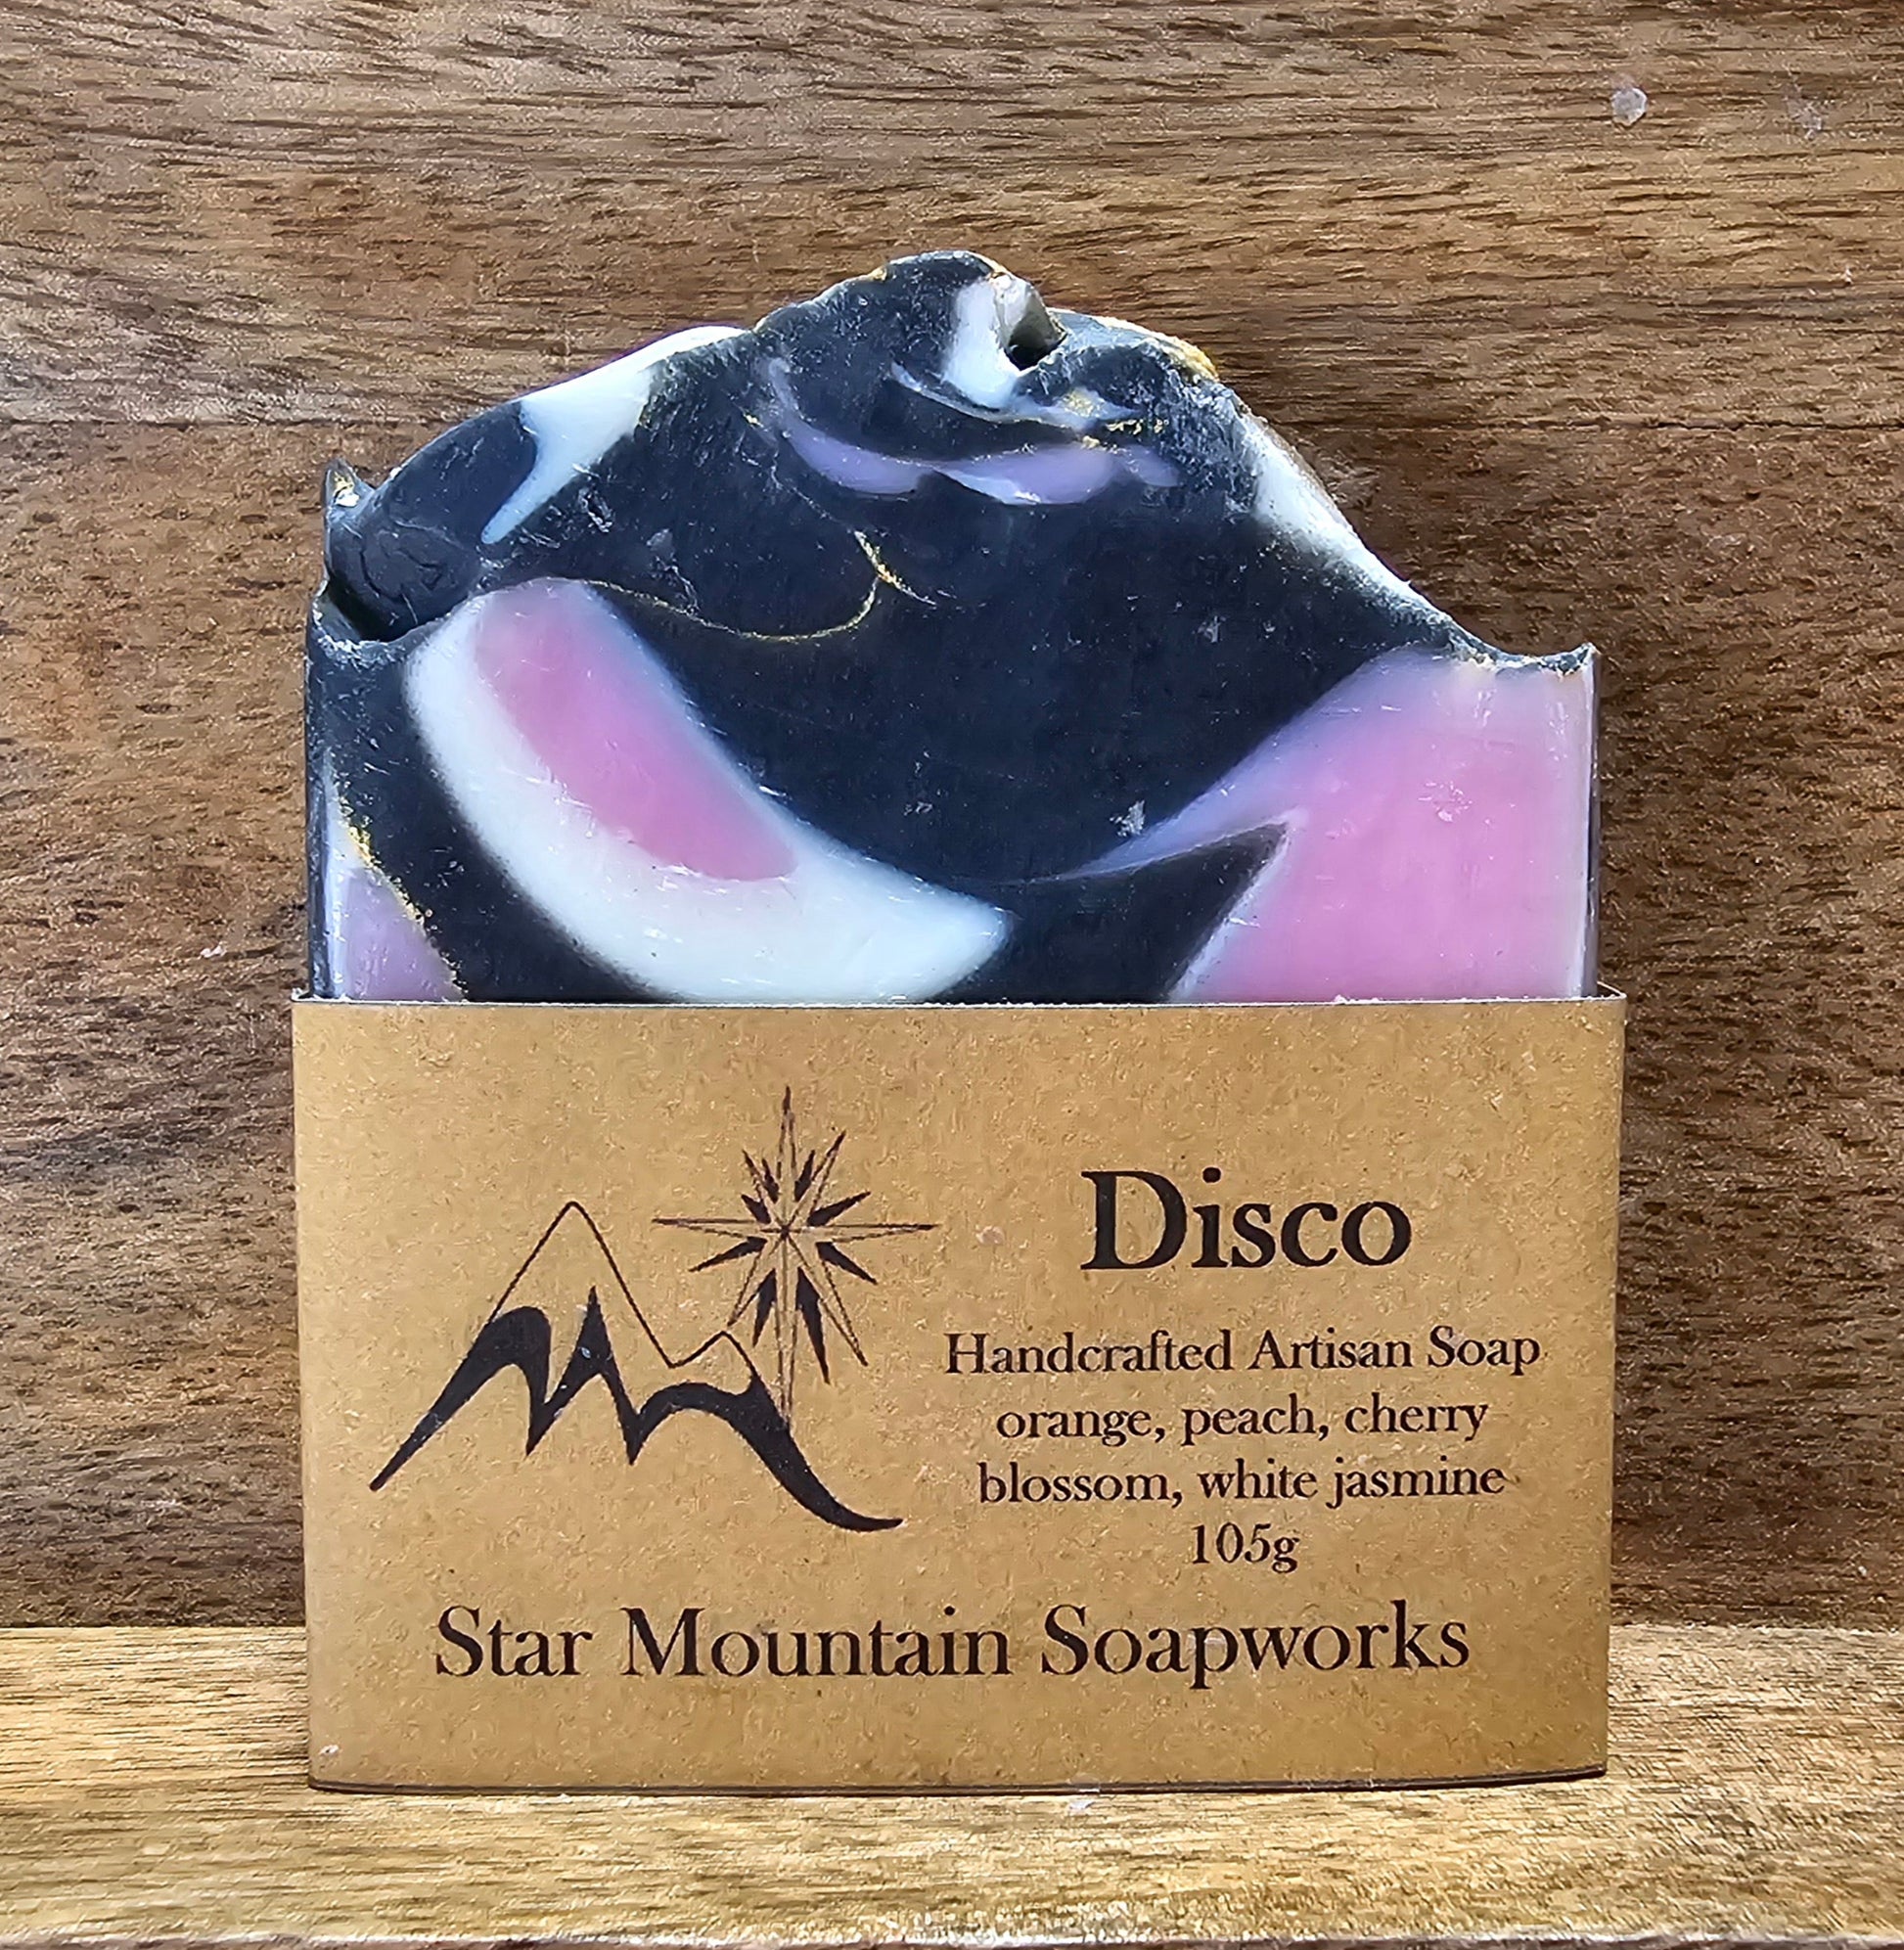 Disco
Handcrafted Artisan Soap
orange, peach, cherry
blossom, white jasmine
105g
Star Mountain Soapworks